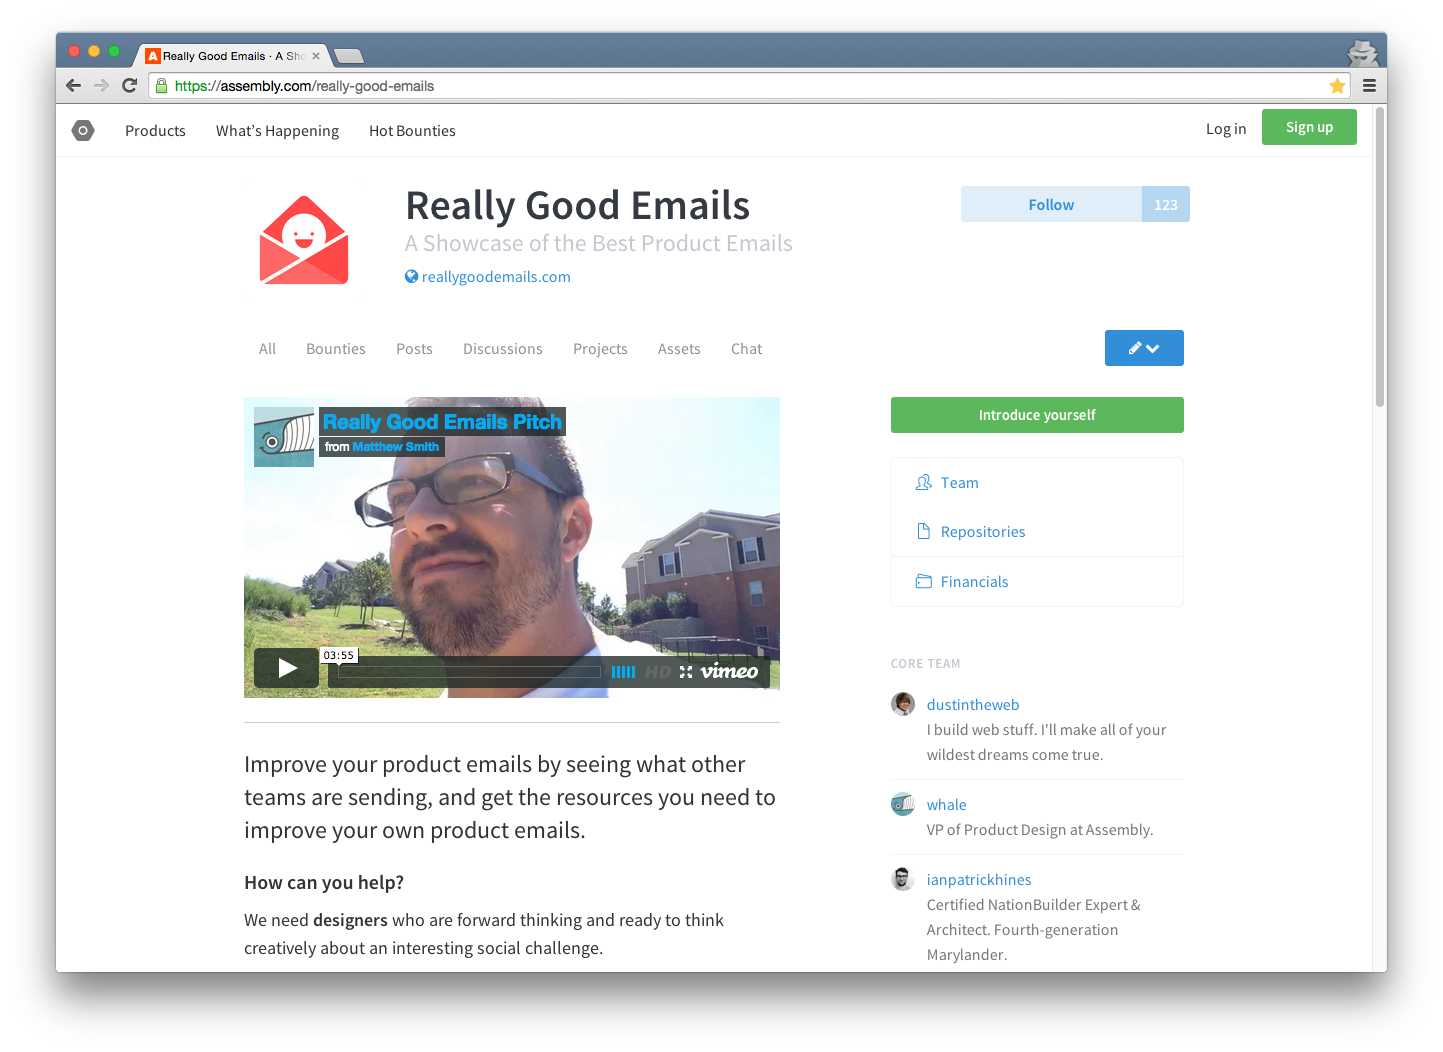 Really Good Emails · A Sho
https://assembly.com/really-good-emails
Products What's Happening Hot Bounties
Log in Sign up
Really Good Emails
A Showcase of the Best Product Emails
reallygoodemails.com
Follow 123
All Bounties Posts Discussions Projects Assets Chat
Really Good Emails Pitch
from Matthew Smith
03:55
HD vimeo
Improve your product emails by seeing what other
teams are sending, and get the resources you need to
improve your own product emails.
How can you help?
We need designers who are forward thinking and ready to think
creatively about an interesting social challenge.
Introduce yourself
Team
Repositories
Financials
CORE TEAM
dustintheweb
I build web stuff. I'll make all of your
wildest dreams come true.
whale
VP of Product Design at Assembly.
ianpatrickhines
Certified NationBuilder Expert &
Architect. Fourth-generation
Marylander.